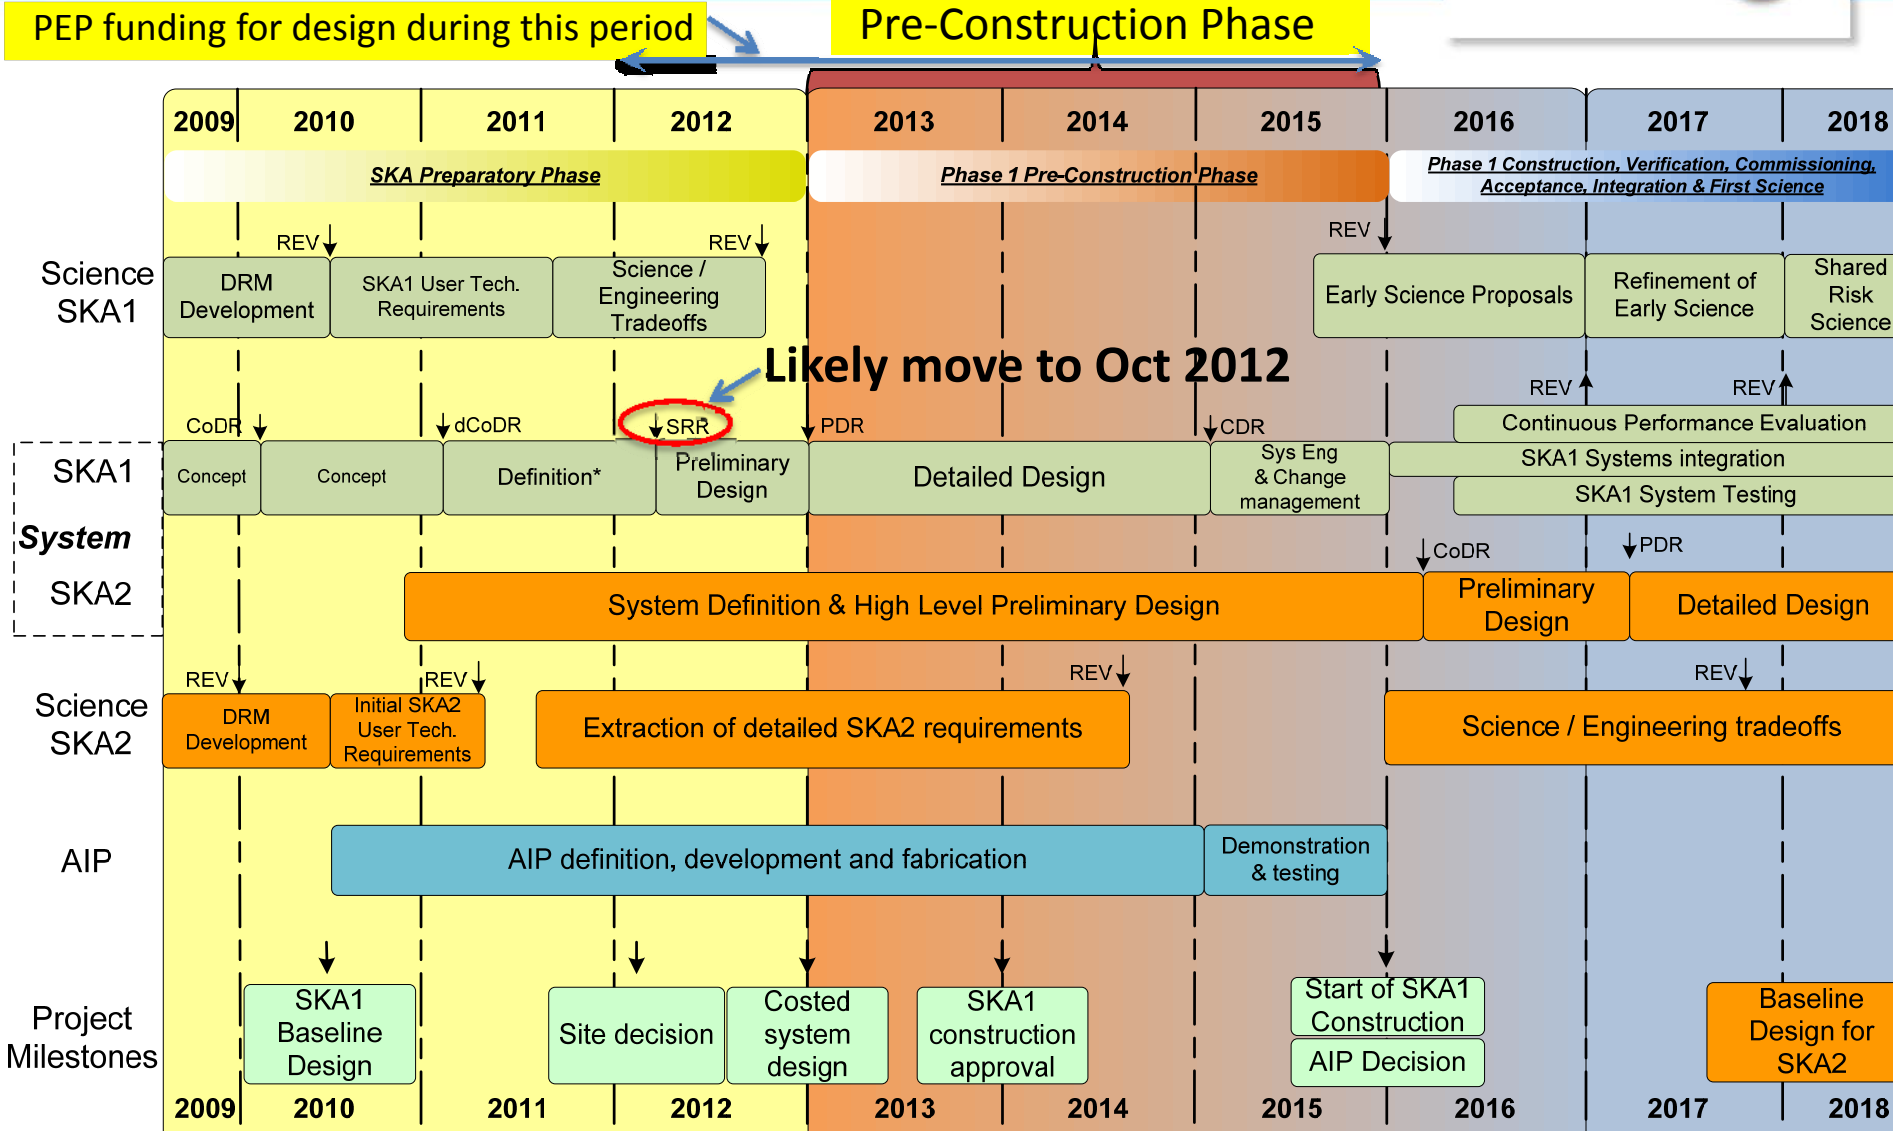 PEP funding for design during this period
Pre-Construction Phase
2009 2010 2011 2012 2013 2014 2015 2016 2017 2018
SKA Preparatory Phase
Phase 1 Pre-Construction Phase
Phase 1 Construction, Verification, Commissioning,
Acceptance, Integration & First Science
REV REV REV
Science
SKA1
DRM
Development
SKA1 User Tech.
Requirements
Science /
Engineering
Tradeoffs
Early Science Proposals
Refinement of
Early Science
Shared
Risk
Science
Likely move to Oct 2012
REV REV
CoDR dCoDR SRR PDR CDR
Continuous Performance Evaluation
SKA1
Concept
Concept
Definition*
Preliminary
Design
Detailed Design
Sys Eng
& Change
management
SKA1 Systems integration
SKA1 System Testing
System
CoDR PDR
SKA2
System Definition & High Level Preliminary Design
Preliminary
Design
Detailed Design
REV REV REV REV
Science
SKA2
DRM
Development
Initial SKA2
User Tech.
Requirements
Extraction of detailed SKA2 requirements
Science / Engineering tradeoffs
AIP
AIP definition, development and fabrication
Demonstration
& testing
Project
Milestones
SKA1
Baseline
Design
Site decision
Costed
system
design
SKA1
construction
approval
Start of SKA1
Construction
AIP Decision
Baseline
Design for
SKA2
2009 2010 2011 2012 2013 2014 2015 2016 2017 2018